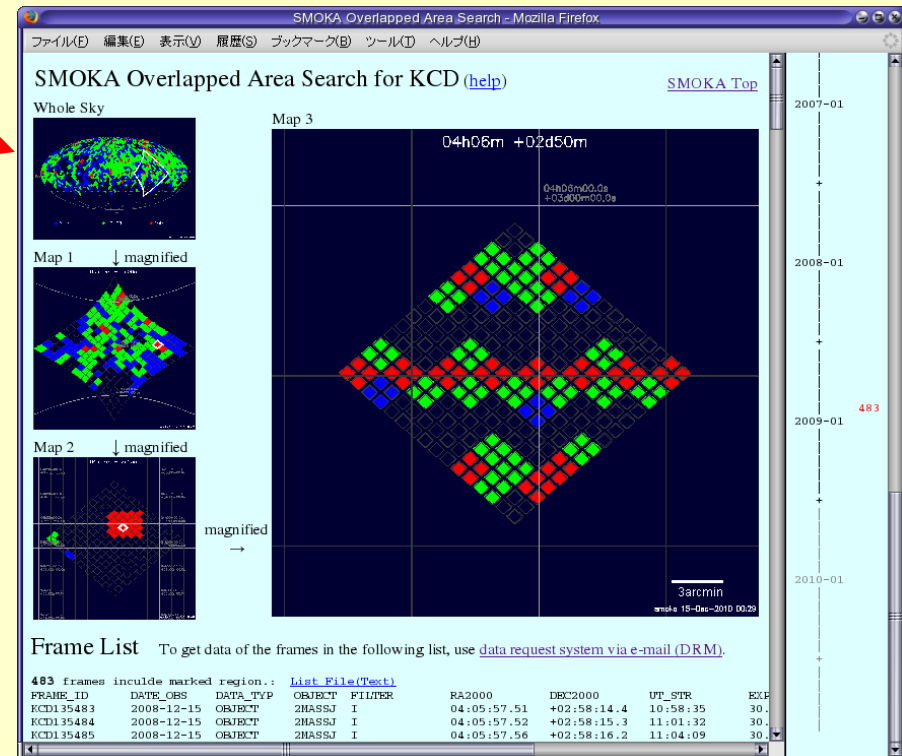 SMOKA Overlapped Area Search - Mozilla Firefox
ファイル(F) 編集(E) 表示(V) 履歴(S) ブックマーク(B) ツール(T) ヘルプ(H)
SMOKA Overlapped Area Search for KCD (help)
SMOKA Top
Whole Sky
Map 1 ↓ magnified
Map 2 ↓ magnified
magnified
→
Map 3
04h06m +02d50m
04h06m00.0s
+03d00m00.0s
3arcmin
smoka 15-Dec-2010 00:29
2007-01
2008-01
2009-01
483
2010-01
Frame List To get data of the frames in the following list, use data request system via e-mail (DRM).
483 frames inculde marked region.: List File(Text)
FRAME_ID DATE_OBS DATA_TYP OBJECT FILTER RA2000 DEC2000 UT_STR EXP
KCD135483 2008-12-15 OBJECT 2MASSJ I 04:05:57.51 +02:58:14.4 10:58:35 30.
KCD135484 2008-12-15 OBJECT 2MASSJ I 04:05:57.52 +02:58:15.3 11:01:32 30.
KCD135485 2008-12-15 OBJECT 2MASSJ I 04:05:57.56 +02:58:16.2 11:04:09 30.